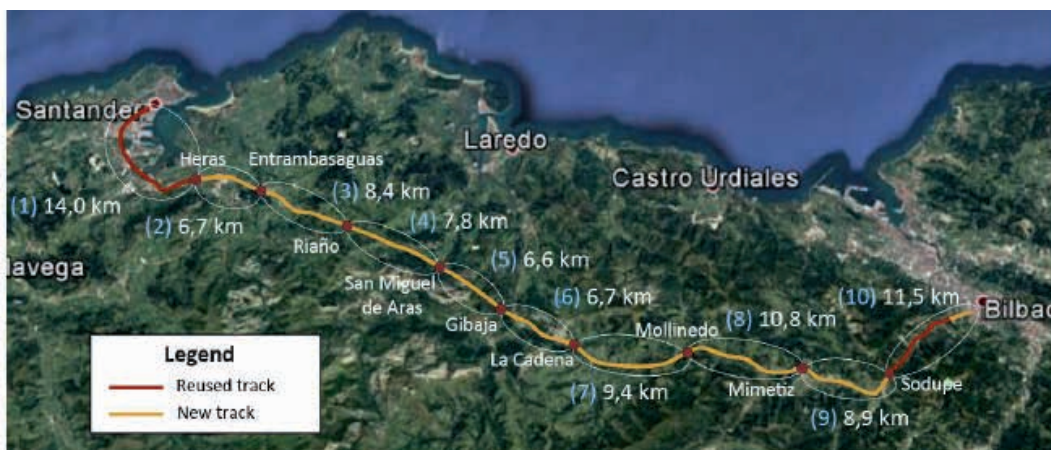 Santander
Laredo
Castro Urdiales
Heras
Entrambasaguas
(3) 8,4 km
(1) 14,0 km
(2) 6,7 km
(4) 7,8 km
Riaño
(5) 6,6 km
lavega
San Miguel
de Aras
(6) 6,7 km
(10) 11,5 km
Bilbao
Gibaja
Mollinedo
(8) 10,8 km
La Cadena
Mimetiz
Sodupe
(7) 9,4 km
(9) 8,9 km
Legend
Reused track
New track